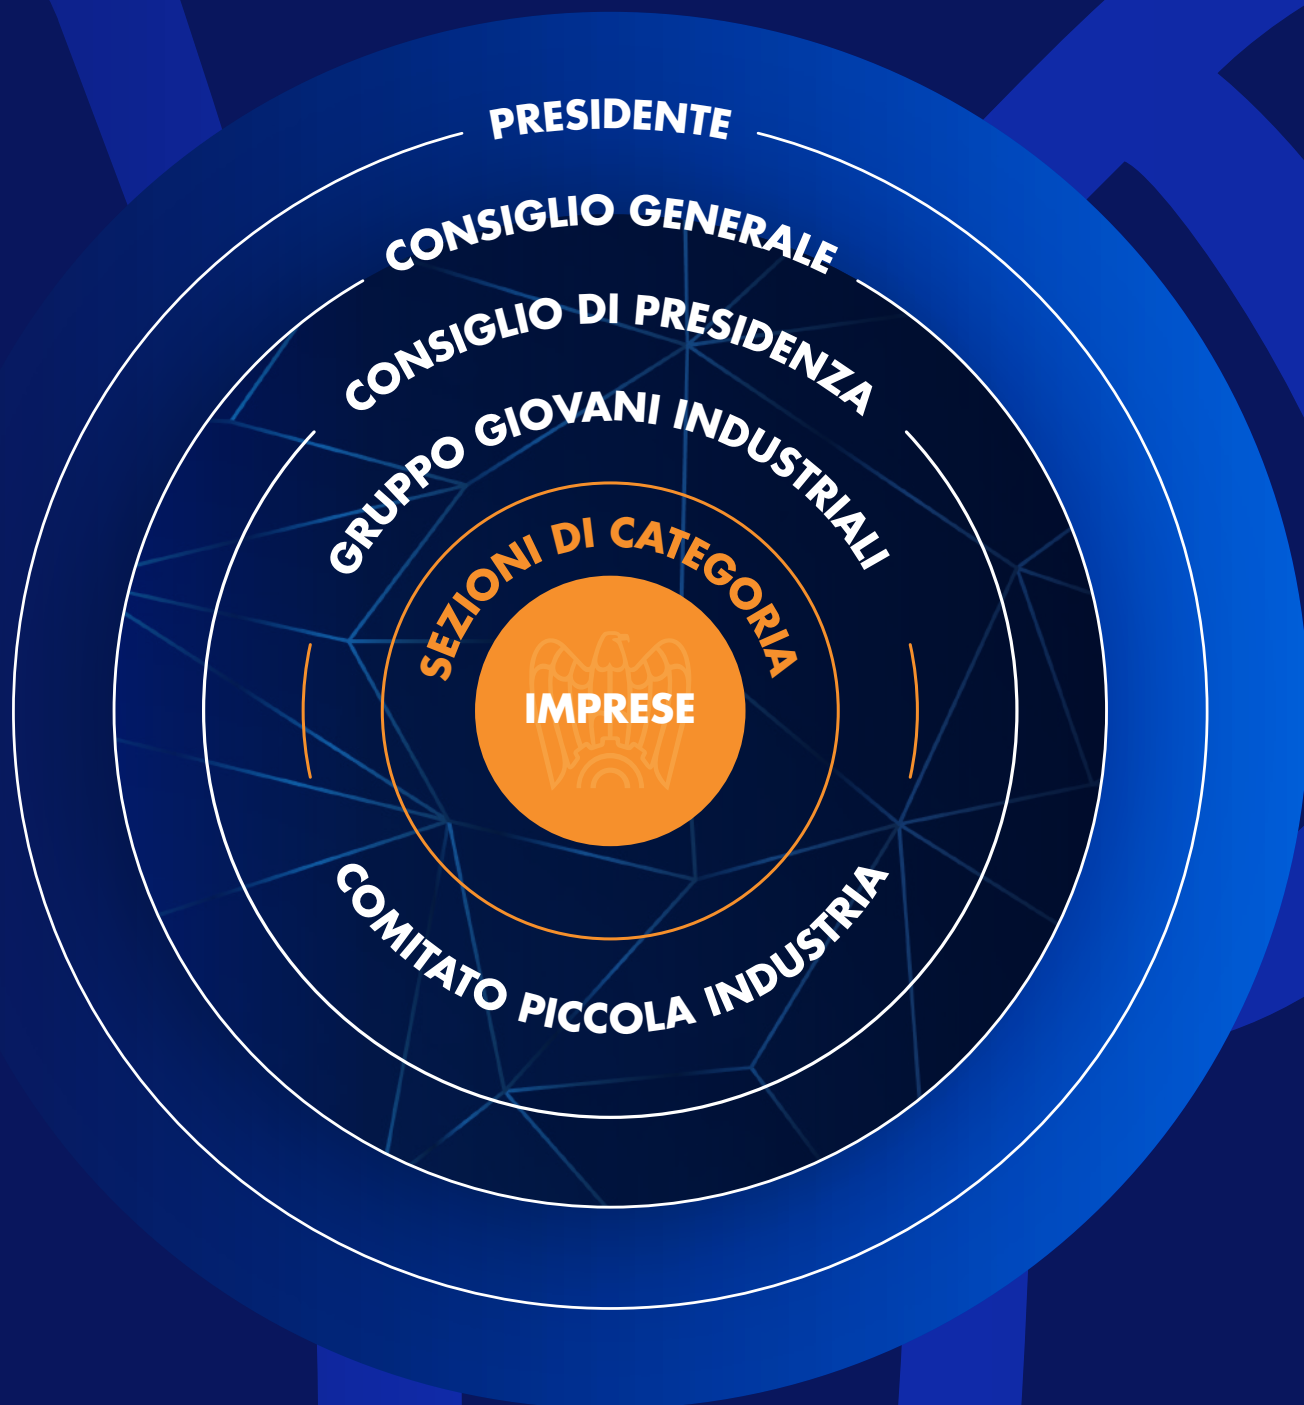 PRESIDENTE
CONSIGLIO GENERALE
CONSIGLIO DI PRESIDENZA
GRUPPO GIOVANI INDUSTRIALI
SEZIONI DI CATEGORIA
IMPRESE
COMITATO PICCOLA INDUSTRIA